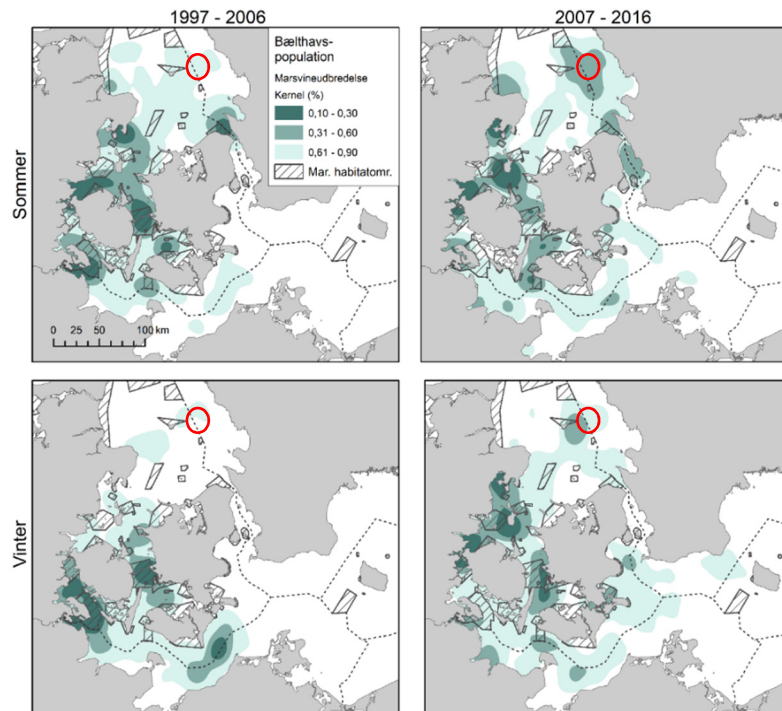 1997 - 2006
2007 - 2016
Sommer
Bælthavs-
population
Marsvineudbredelse
Kernel (%)
0,10 - 0,30
0,31 - 0,60
0,61 - 0,90
Mar. habitatomr.
0 25 50 100 km
Vinter